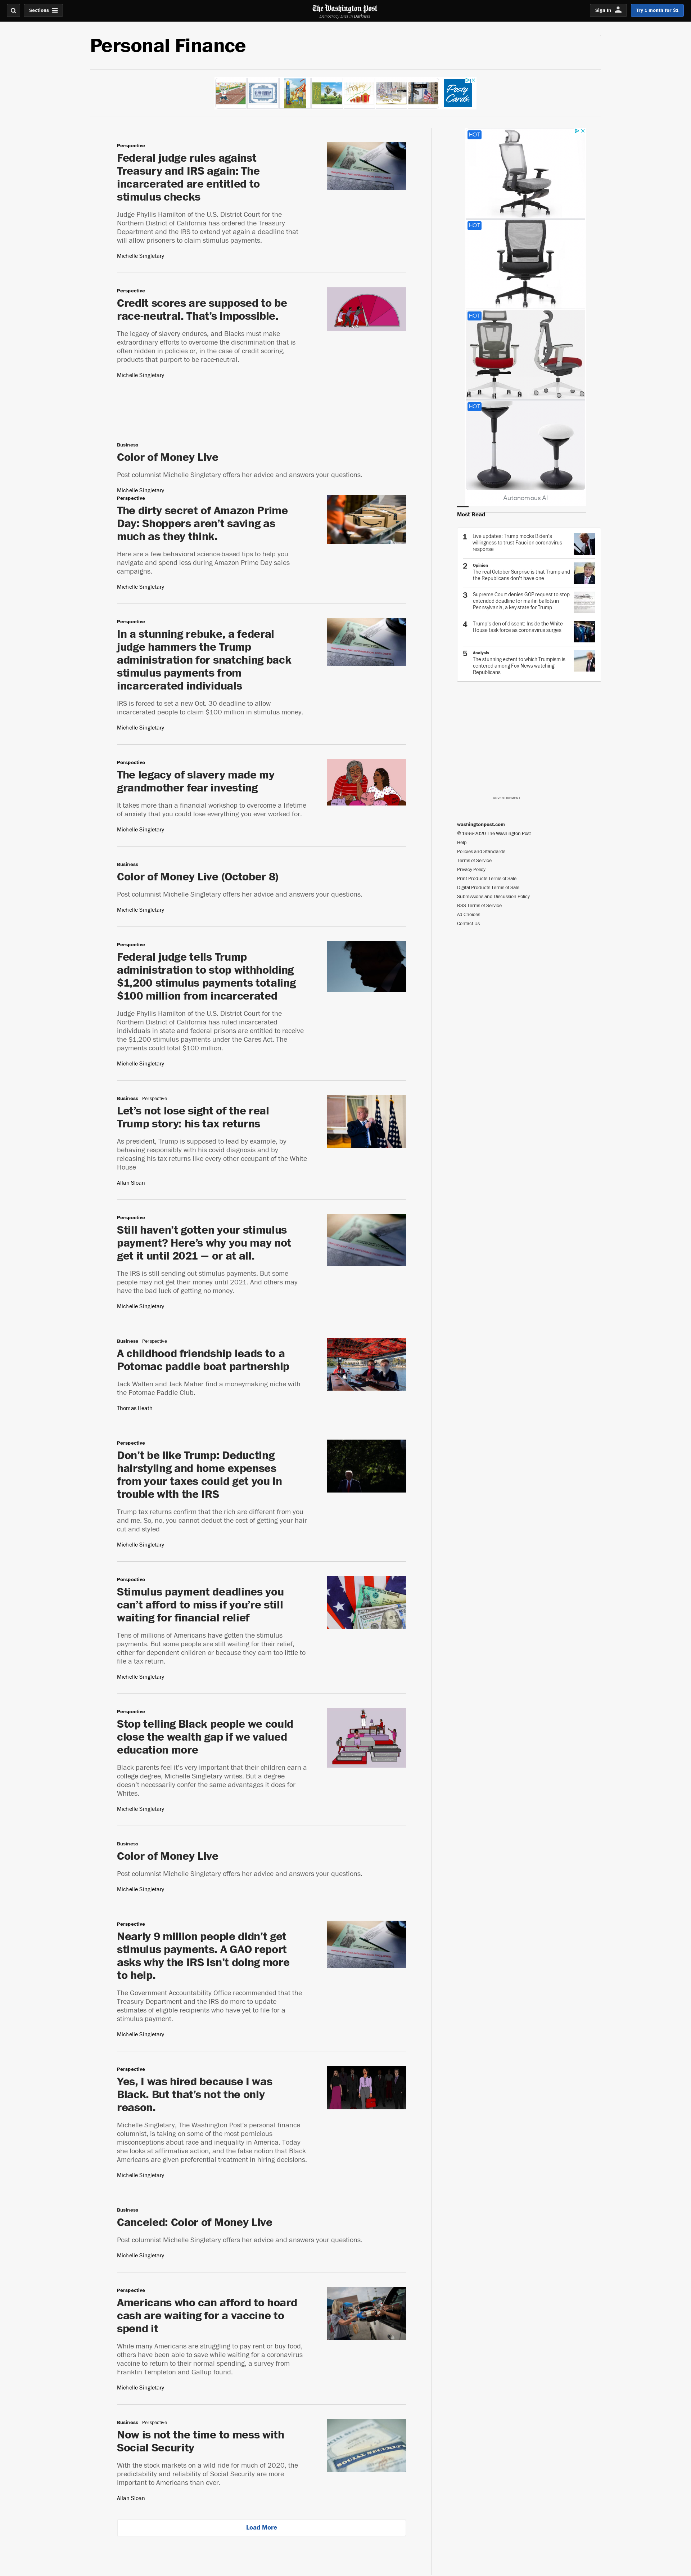 Sections
The Washington Post
Democracy Dies in Darkness
Sign In
Try 1 month for $1
Personal Finance
Perspective
Federal judge rules against
Treasury and IRS again: The
incarcerated are entitled to
stimulus checks
Judge Phyllis Hamilton of the U.S. District Court for the
Northern District of California has ordered the Treasury
Department and the IRS to extend yet again a deadline that
will allow prisoners to claim stimulus payments.
Michelle Singletary
Perspective
Credit scores are supposed to be
race-neutral. That’s impossible.
The legacy of slavery endures, and Blacks must make
extraordinary efforts to overcome the discrimination that is
often hidden in policies or, in the case of credit scoring,
products that purport to be race-neutral.
Michelle Singletary
Business
Color of Money Live
Post columnist Michelle Singletary offers her advice and answers your questions.
Michelle Singletary
Perspective
The dirty secret of Amazon Prime
Day: Shoppers aren’t saving as
much as they think.
Here are a few behavioral science-based tips to help you
navigate and spend less during Amazon Prime Day sales
campaigns.
Michelle Singletary
Perspective
In a stunning rebuke, a federal
judge hammers the Trump
administration for snatching back
stimulus payments from
incarcerated individuals
IRS is forced to set a new Oct. 30 deadline to allow
incarcerated people to claim $100 million in stimulus money.
Michelle Singletary
Perspective
The legacy of slavery made my
grandmother fear investing
It takes more than a financial workshop to overcome a lifetime
of anxiety that you could lose everything you ever worked for.
Michelle Singletary
Business
Color of Money Live (October 8)
Post columnist Michelle Singletary offers her advice and answers your questions.
Michelle Singletary
Perspective
Federal judge tells Trump
administration to stop withholding
$1,200 stimulus payments totaling
$100 million from incarcerated
Judge Phyllis Hamilton of the U.S. District Court for the
Northern District of California has ruled incarcerated
individuals in state and federal prisons are entitled to receive
the $1,200 stimulus payments under the Cares Act. The
payments could total $100 million.
Michelle Singletary
Business Perspective
Let’s not lose sight of the real
Trump story: his tax returns
As president, Trump is supposed to lead by example, by
behaving responsibly with his covid diagnosis and by
releasing his tax returns like every other occupant of the White
House
Allan Sloan
Perspective
Still haven’t gotten your stimulus
payment? Here’s why you may not
get it until 2021 — or at all.
The IRS is still sending out stimulus payments. But some
people may not get their money until 2021. And others may
have the bad luck of getting no money.
Michelle Singletary
Business Perspective
A childhood friendship leads to a
Potomac paddle boat partnership
Jack Walten and Jack Maher find a moneymaking niche with
the Potomac Paddle Club.
Thomas Heath
Perspective
Don’t be like Trump: Deducting
hairstyling and home expenses
from your taxes could get you in
trouble with the IRS
Trump tax returns confirm that the rich are different from you
and me. So, no, you cannot deduct the cost of getting your hair
cut and styled
Michelle Singletary
Perspective
Stimulus payment deadlines you
can’t afford to miss if you’re still
waiting for financial relief
Tens of millions of Americans have gotten the stimulus
payments. But some people are still waiting for their relief,
either for dependent children or because they earn too little to
file a tax return.
Michelle Singletary
Perspective
Stop telling Black people we could
close the wealth gap if we valued
education more
Black parents feel it’s very important that their children earn a
college degree, Michelle Singletary writes. But a degree
doesn’t necessarily confer the same advantages it does for
Whites.
Michelle Singletary
Business
Color of Money Live
Post columnist Michelle Singletary offers her advice and answers your questions.
Michelle Singletary
Perspective
Nearly 9 million people didn’t get
stimulus payments. A GAO report
asks why the IRS isn’t doing more
to help.
The Government Accountability Office recommended that the
Treasury Department and the IRS do more to update
estimates of eligible recipients who have yet to file for a
stimulus payment.
Michelle Singletary
Perspective
Yes, I was hired because I was
Black. But that’s not the only
reason.
Michelle Singletary, The Washington Post’s personal finance
columnist, is taking on some of the most pernicious
misconceptions about race and inequality in America. Today
she looks at affirmative action, and the false notion that Black
Americans are given preferential treatment in hiring decisions.
Michelle Singletary
Business
Canceled: Color of Money Live
Post columnist Michelle Singletary offers her advice and answers your questions.
Michelle Singletary
Perspective
Americans who can afford to hoard
cash are waiting for a vaccine to
spend it
While many Americans are struggling to pay rent or buy food,
others have been able to save while waiting for a coronavirus
vaccine to return to their normal spending, a survey from
Franklin Templeton and Gallup found.
Michelle Singletary
Business Perspective
Now is not the time to mess with
Social Security
With the stock markets on a wild ride for much of 2020, the
predictability and reliability of Social Security are more
important to Americans than ever.
Allan Sloan
SOCIAL SECURITY
Load More
Party
Cards.
HOT
HOT
HOT
HOT
Autonomous AI
Most Read
1 Live updates: Trump mocks Biden’s
willingness to trust Fauci on coronavirus
response
2 Opinion
The real October Surprise is that Trump and
the Republicans don’t have one
3 Supreme Court denies GOP request to stop
extended deadline for mail-in ballots in
Pennsylvania, a key state for Trump
4 Trump’s den of dissent: Inside the White
House task force as coronavirus surges
5 Analysis
The stunning extent to which Trumpism is
centered among Fox News-watching
Republicans
ADVERTISEMENT
washingtonpost.com
© 1996-2020 The Washington Post
Help
Policies and Standards
Terms of Service
Privacy Policy
Print Products Terms of Sale
Digital Products Terms of Sale
Submissions and Discussion Policy
RSS Terms of Service
Ad Choices
Contact Us